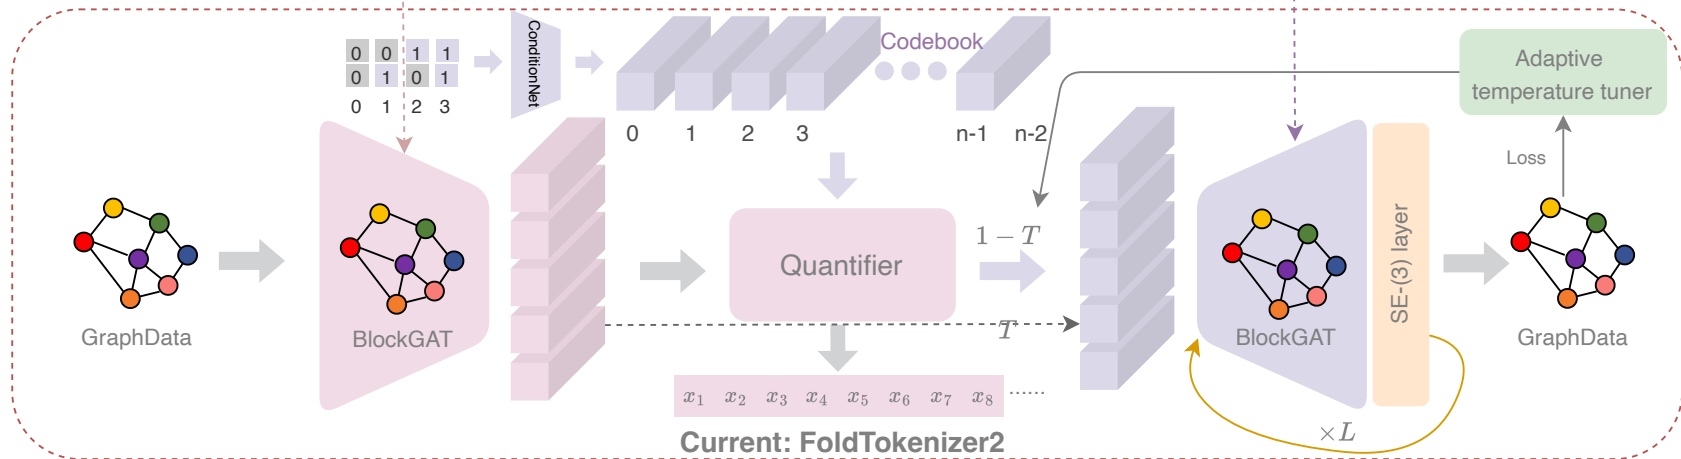 0 0 1 1
0 1 0 1
0 1 2 3
ConditionNet
Codebook
0 1 2 3 n-1 n-2
Adaptive
temperature tuner
Loss
GraphData
BlockGAT
Quantifier
1 − T
T
BlockGAT
SE-(3) layer
GraphData
x₁ x₂ x₃ x₄ x₅ x₆ x₇ x₈ ······
×L
Current: FoldTokenizer2